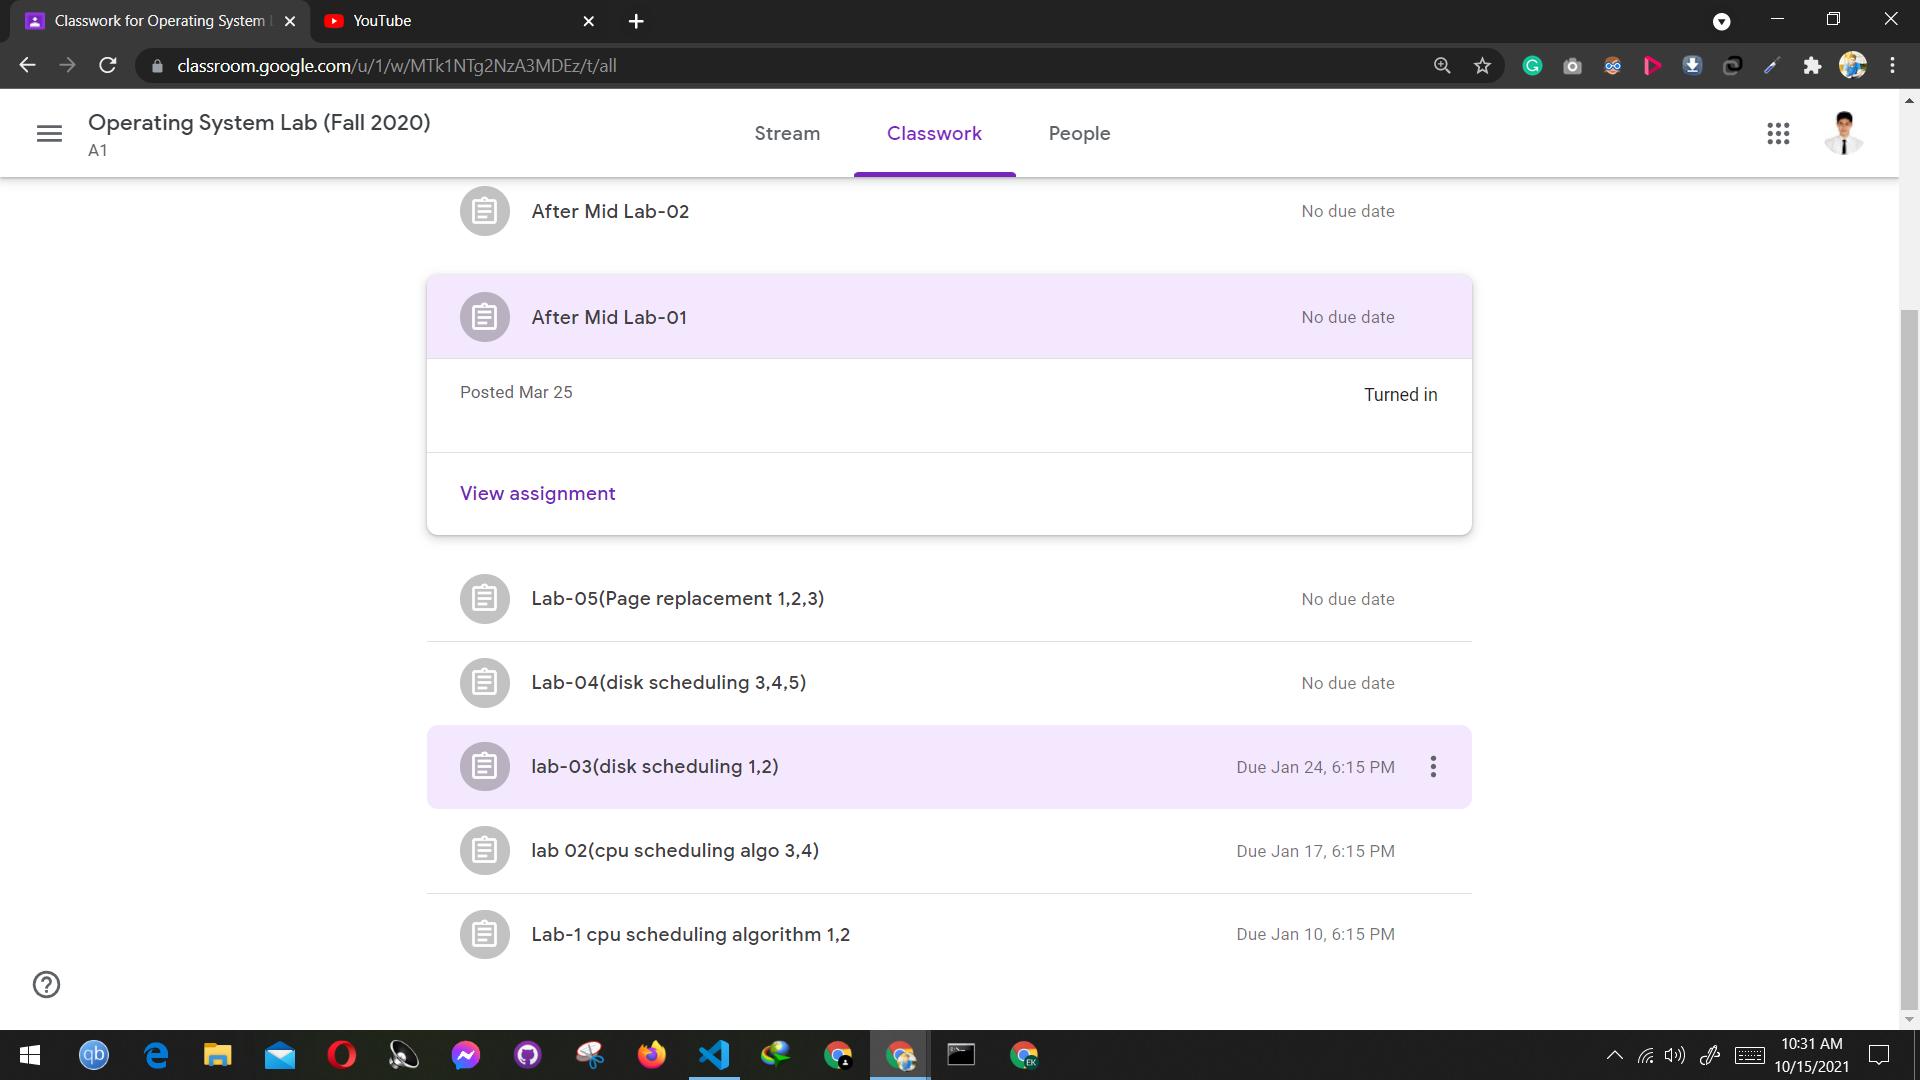 Classwork for Operating System
YouTube
classroom.google.com/u/1/w/MTk1NTg2NzA3MDEz/t/all
Operating System Lab (Fall 2020)
A1
Stream
Classwork
People
After Mid Lab-02
No due date
After Mid Lab-01
No due date
Posted Mar 25
Turned in
View assignment
Lab-05(Page replacement 1,2,3)
No due date
Lab-04(disk scheduling 3,4,5)
No due date
lab-03(disk scheduling 1,2)
Due Jan 24, 6:15 PM
lab 02(cpu scheduling algo 3,4)
Due Jan 17, 6:15 PM
Lab-1 cpu scheduling algorithm 1,2
Due Jan 10, 6:15 PM
qb
EK
10:31 AM
10/15/2021